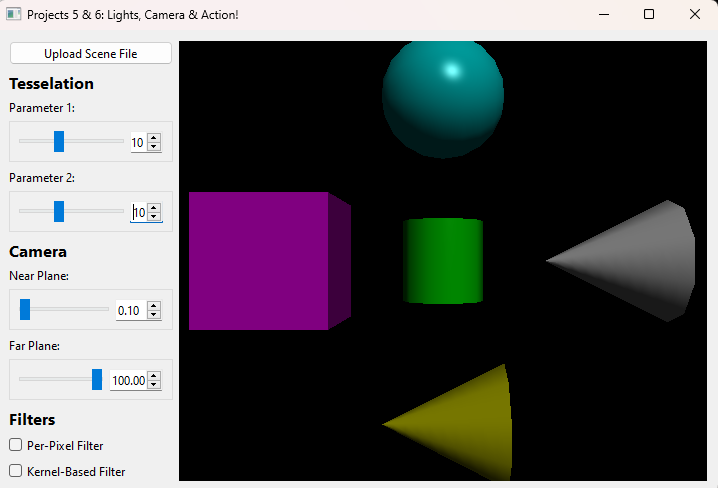 Projects 5 & 6: Lights, Camera & Action!
Upload Scene File
Tesselation
Parameter 1:
10
Parameter 2:
10
Camera
Near Plane:
0.10
Far Plane:
100.00
Filters
Per-Pixel Filter
Kernel-Based Filter